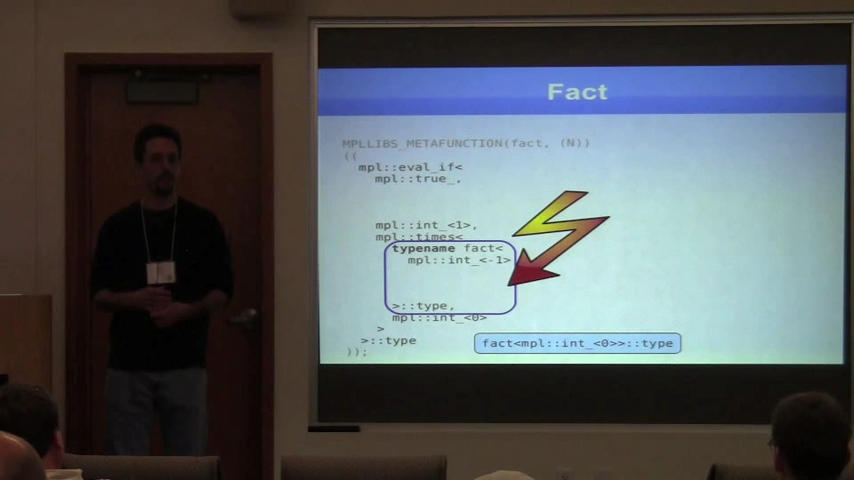 Fact
MPLLIBS_METAFUNCTION(fact, (N))
((
mpl::eval_if<
mpl::true_,
mpl::int_<1>,
mpl::times<
typename fact<
mpl::int_<-1>
>::type,
mpl::int_<0>
>
>::type
fact<mpl::int_<0>>::type
));